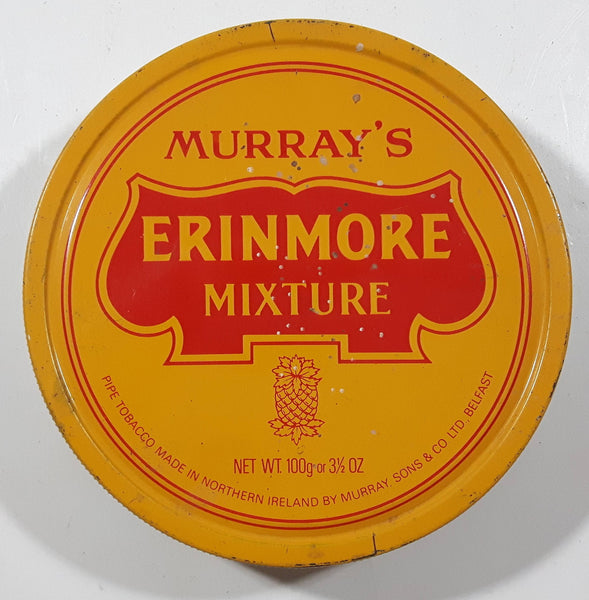 MURRAY'S
ERINMORE
MIXTURE
NET WT. 100g or 3½ OZ
PIPE TOBACCO MADE IN NORTHERN IRELAND BY MURRAY, SONS & CO LTD., BELFAST